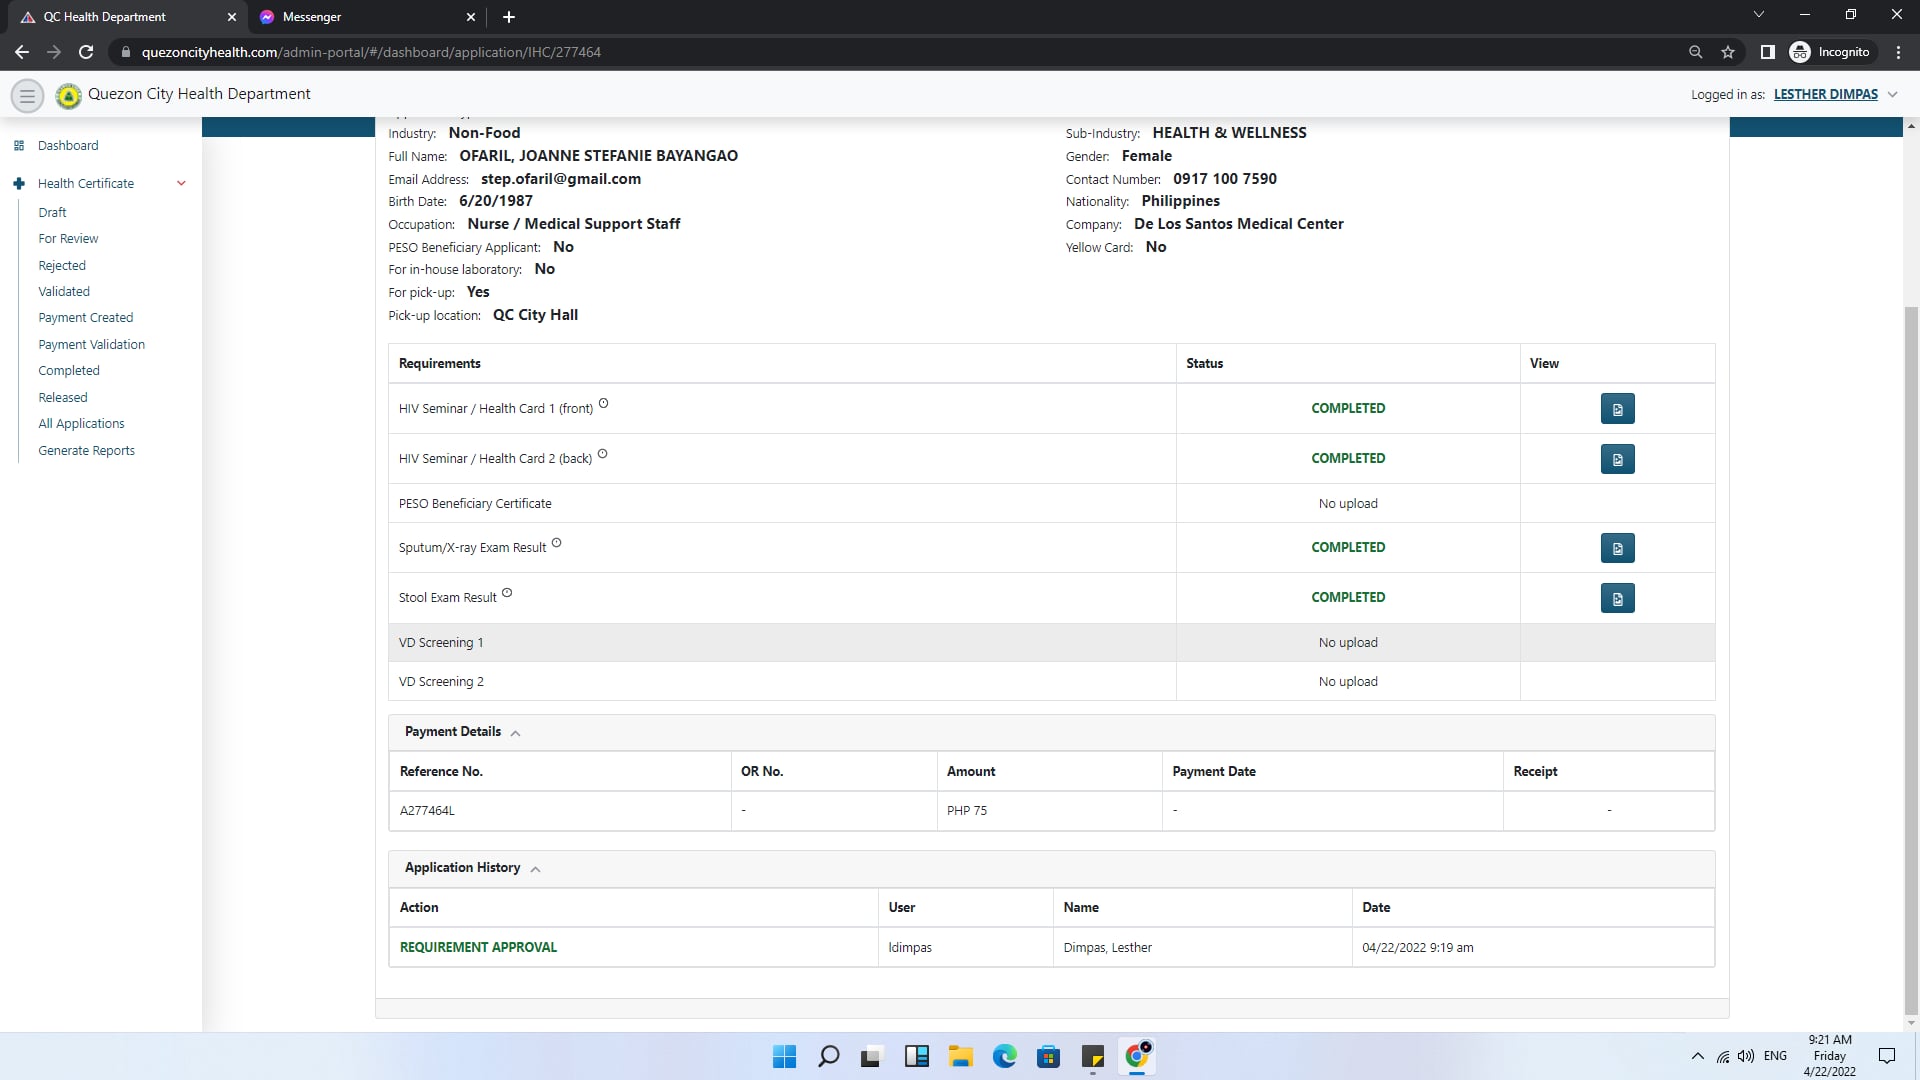 QC Health Department
Messenger
quezoncityhealth.com/admin-portal/#/dashboard/application/IHC/277464
Incognito
Quezon City Health Department
Logged in as: LESTHER DIMPAS
Dashboard
Health Certificate
Draft
For Review
Rejected
Validated
Payment Created
Payment Validation
Completed
Released
All Applications
Generate Reports
Industry: Non-Food
Sub-Industry: HEALTH & WELLNESS
Full Name: OFARIL, JOANNE STEFANIE BAYANGAO
Gender: Female
Email Address: step.ofaril@gmail.com
Contact Number: 0917 100 7590
Birth Date: 6/20/1987
Nationality: Philippines
Occupation: Nurse / Medical Support Staff
Company: De Los Santos Medical Center
PESO Beneficiary Applicant: No
Yellow Card: No
For in-house laboratory: No
For pick-up: Yes
Pick-up location: QC City Hall
Requirements Status View
HIV Seminar / Health Card 1 (front) COMPLETED
HIV Seminar / Health Card 2 (back) COMPLETED
PESO Beneficiary Certificate No upload
Sputum/X-ray Exam Result COMPLETED
Stool Exam Result COMPLETED
VD Screening 1 No upload
VD Screening 2 No upload
Payment Details
Reference No. OR No. Amount Payment Date Receipt
A277464L - PHP 75 - -
Application History
Action User Name Date
REQUIREMENT APPROVAL ldimpas Dimpas, Lesther 04/22/2022 9:19 am
ENG
9:21 AM
Friday
4/22/2022